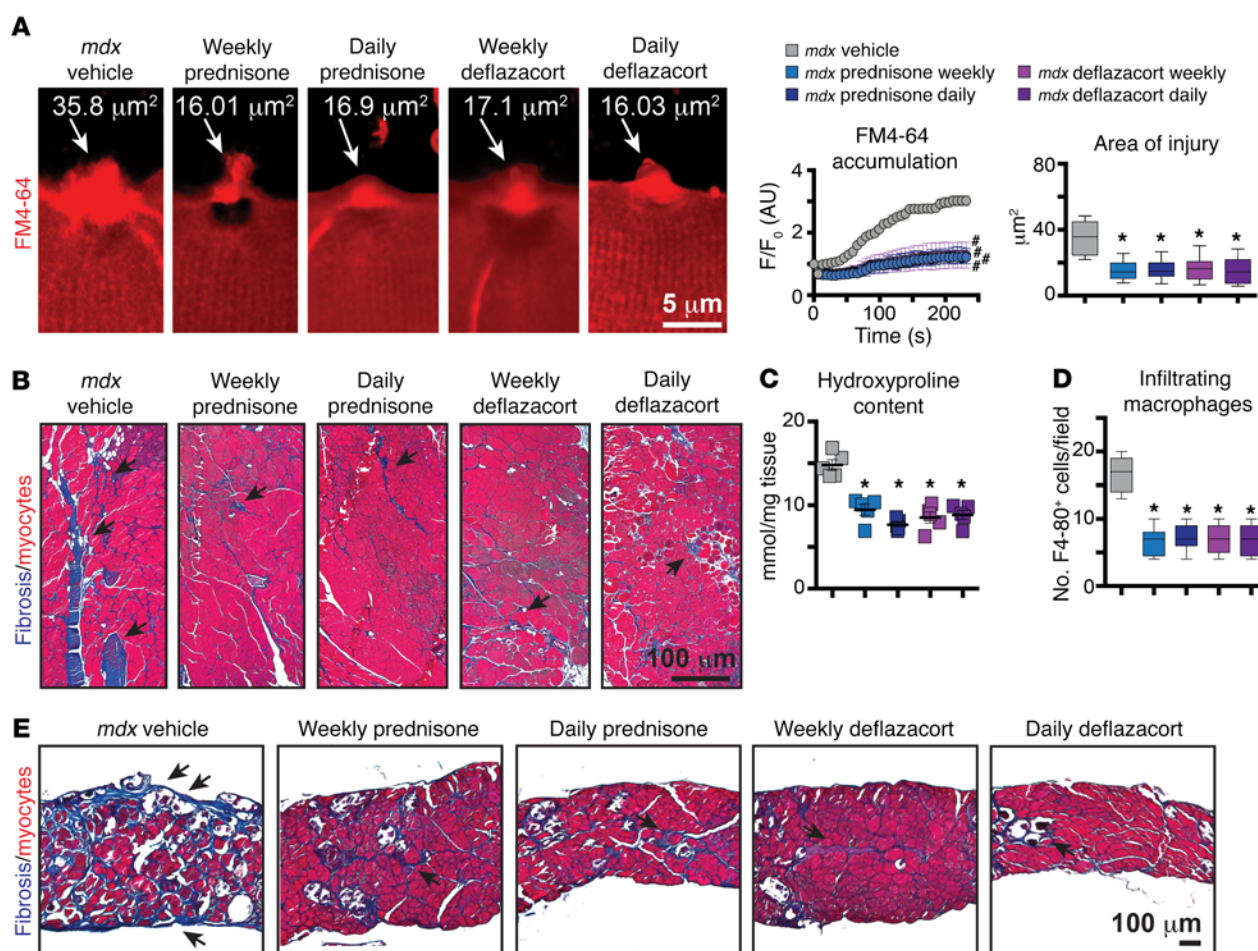 A
mdx vehicle
Weekly prednisone
Daily prednisone
Weekly deflazacort
Daily deflazacort
35.8 μm²
16.01 μm²
16.9 μm²
17.1 μm²
16.03 μm²
FM4-64
5 μm
mdx vehicle
mdx prednisone weekly
mdx prednisone daily
mdx deflazacort weekly
mdx deflazacort daily
FM4-64
accumulation
F/F₀ (AU)
4
2
0
0
100
200
Time (s)
#
#
#
#
Area of injury
μm²
80
40
0
* * * *
B
mdx vehicle
Weekly prednisone
Daily prednisone
Weekly deflazacort
Daily deflazacort
Fibrosis/myocytes
100 μm
C
Hydroxyproline
content
mmol/mg tissue
20
10
0
* * * *
D
Infiltrating
macrophages
No. F4-80⁺ cells/field
20
10
0
* * * *
E
mdx vehicle
Weekly prednisone
Daily prednisone
Weekly deflazacort
Daily deflazacort
Fibrosis/myocytes
100 μm